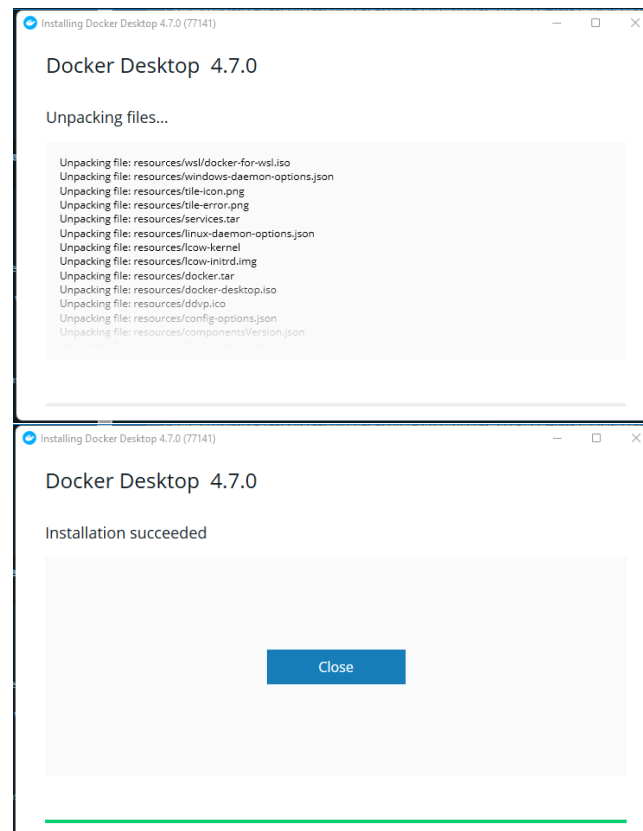 Installing Docker Desktop 4.7.0 (77141)
Docker Desktop 4.7.0
Unpacking files...
Unpacking file: resources/wsl/docker-for-wsl.iso
Unpacking file: resources/windows-daemon-options.json
Unpacking file: resources/tile-icon.png
Unpacking file: resources/tile-error.png
Unpacking file: resources/services.tar
Unpacking file: resources/linux-daemon-options.json
Unpacking file: resources/lcow-kernel
Unpacking file: resources/lcow-initrd.img
Unpacking file: resources/docker.tar
Unpacking file: resources/docker-desktop.iso
Unpacking file: resources/ddvp.ico
Unpacking file: resources/config-options.json
Unpacking file: resources/componentsVersion.json
Installing Docker Desktop 4.7.0 (77141)
Docker Desktop 4.7.0
Installation succeeded
Close